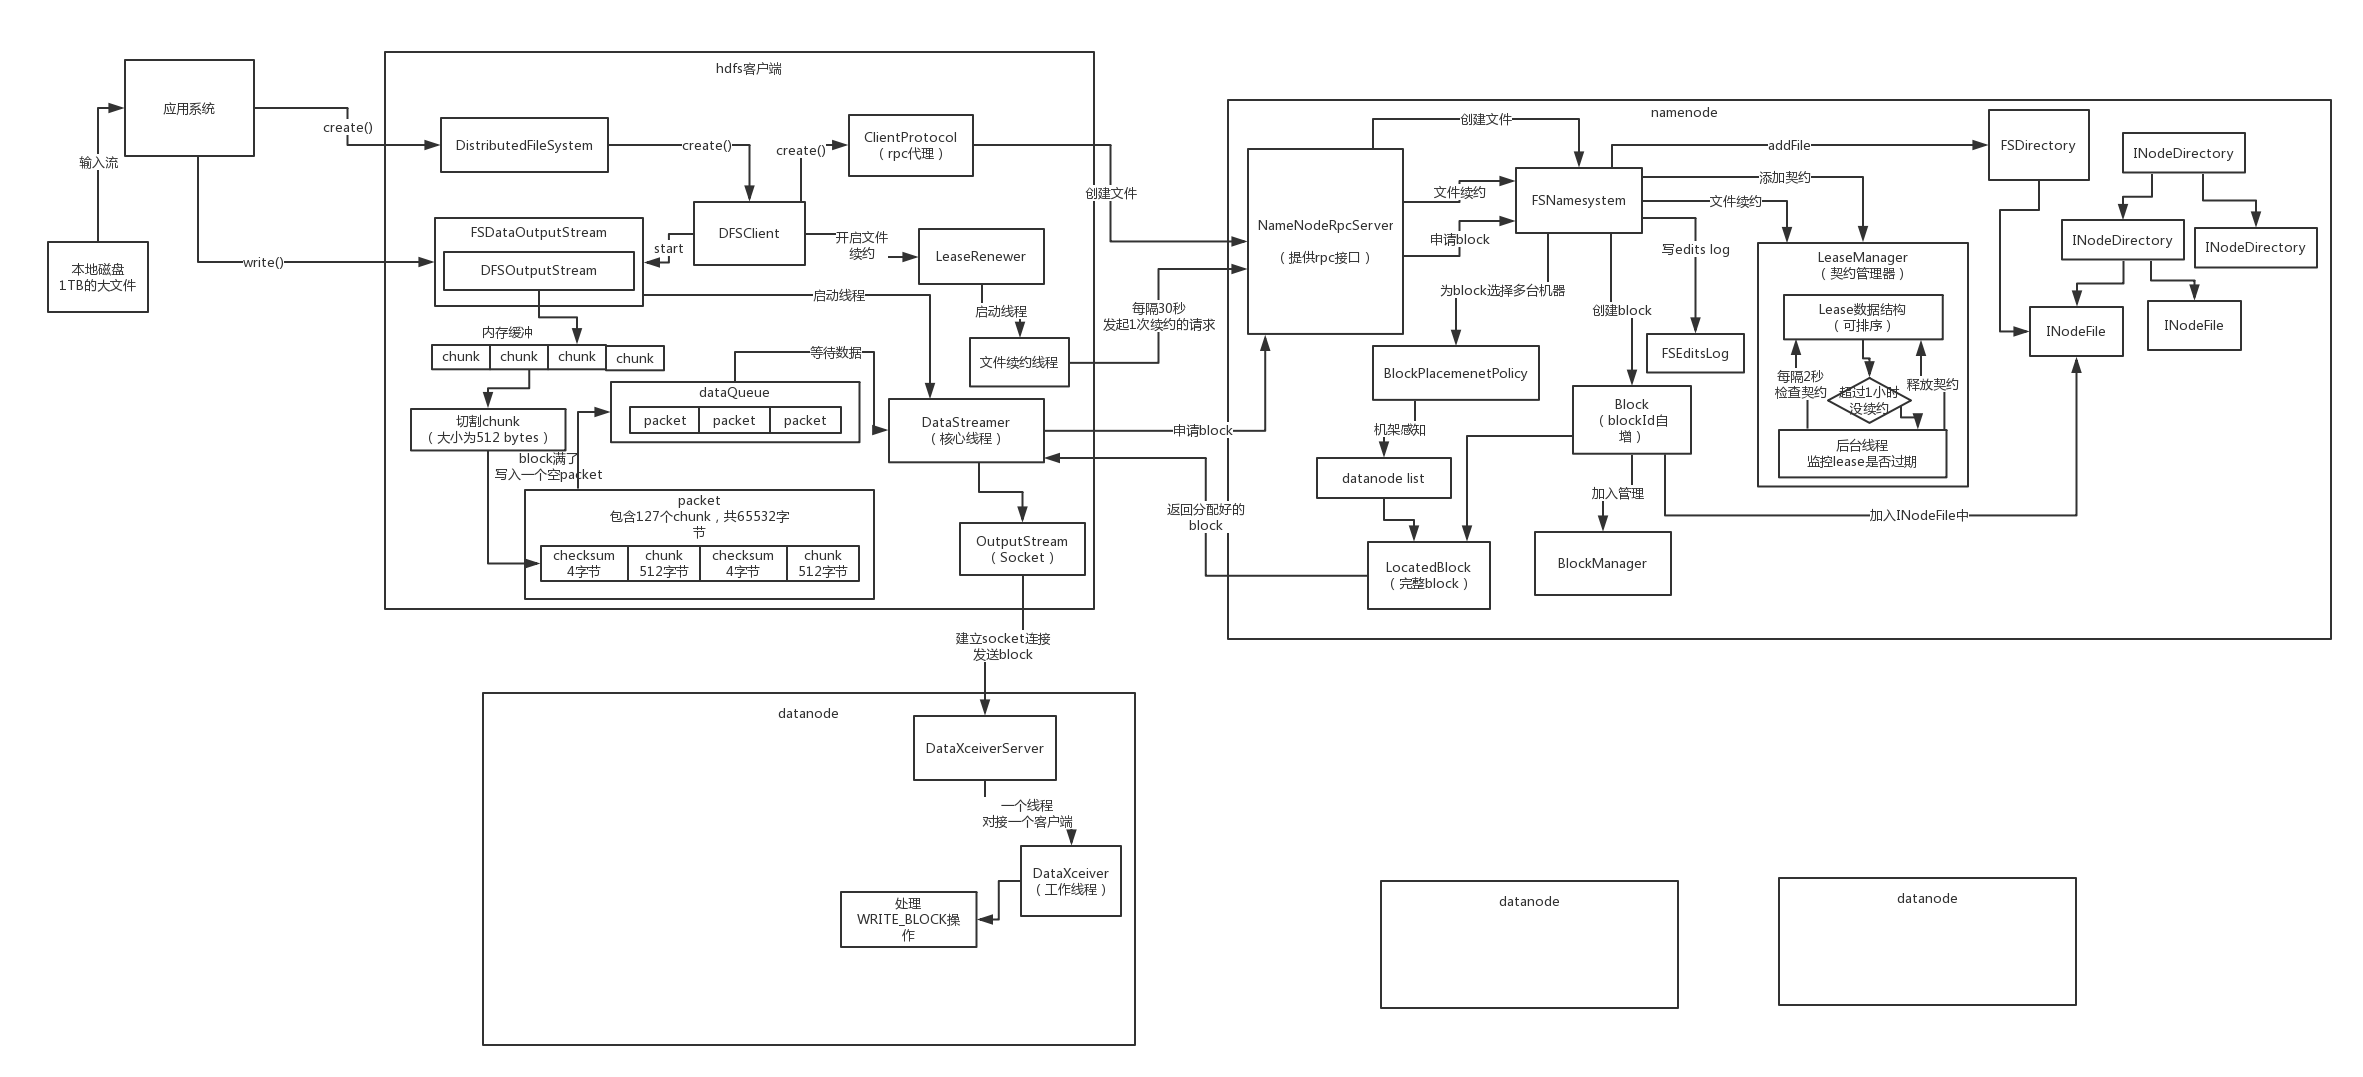 应用系统
输入流
本地磁盘
1TB的大文件
create()
write()
hdfs客户端
DistributedFileSystem
create()
create()
ClientProtocol
（rpc代理）
DFSClient
start
FSDataOutputStream
DFSOutputStream
开启文件
续约
LeaseRenewer
启动线程
启动线程
文件续约线程
内存缓冲
chunk
chunk
chunk
chunk
等待数据
切割chunk
（大小为512 bytes）
dataQueue
packet
packet
packet
DataStreamer
（核心线程）
block满了
写入一个空packet
packet
包含127个chunk，共65532字
节
checksum
4字节
chunk
512字节
checksum
4字节
chunk
512字节
OutputStream
（Socket）
建立socket连接
发送block
创建文件
每隔30秒
发起1次续约的请求
申请block
返回分配好的
block
namenode
NameNodeRpcServer
（提供rpc接口）
创建文件
文件续约
申请block
FSNamesystem
addFile
添加契约
文件续约
写edits log
为block选择多台机器
创建block
FSEditsLog
BlockPlacemenetPolicy
机架感知
datanode list
Block
（blockId自
增）
加入管理
BlockManager
LocatedBlock
（完整block）
加入INodeFile中
LeaseManager
（契约管理器）
Lease数据结构
（可排序）
每隔2秒
检查契约
超过1小时
没续约
释放契约
后台线程
监控lease是否过期
FSDirectory
INodeDirectory
INodeDirectory
INodeDirectory
INodeFile
INodeFile
datanode
DataXceiverServer
一个线程
对接一个客户端
DataXceiver
（工作线程）
处理
WRITE_BLOCK操
作
datanode
datanode